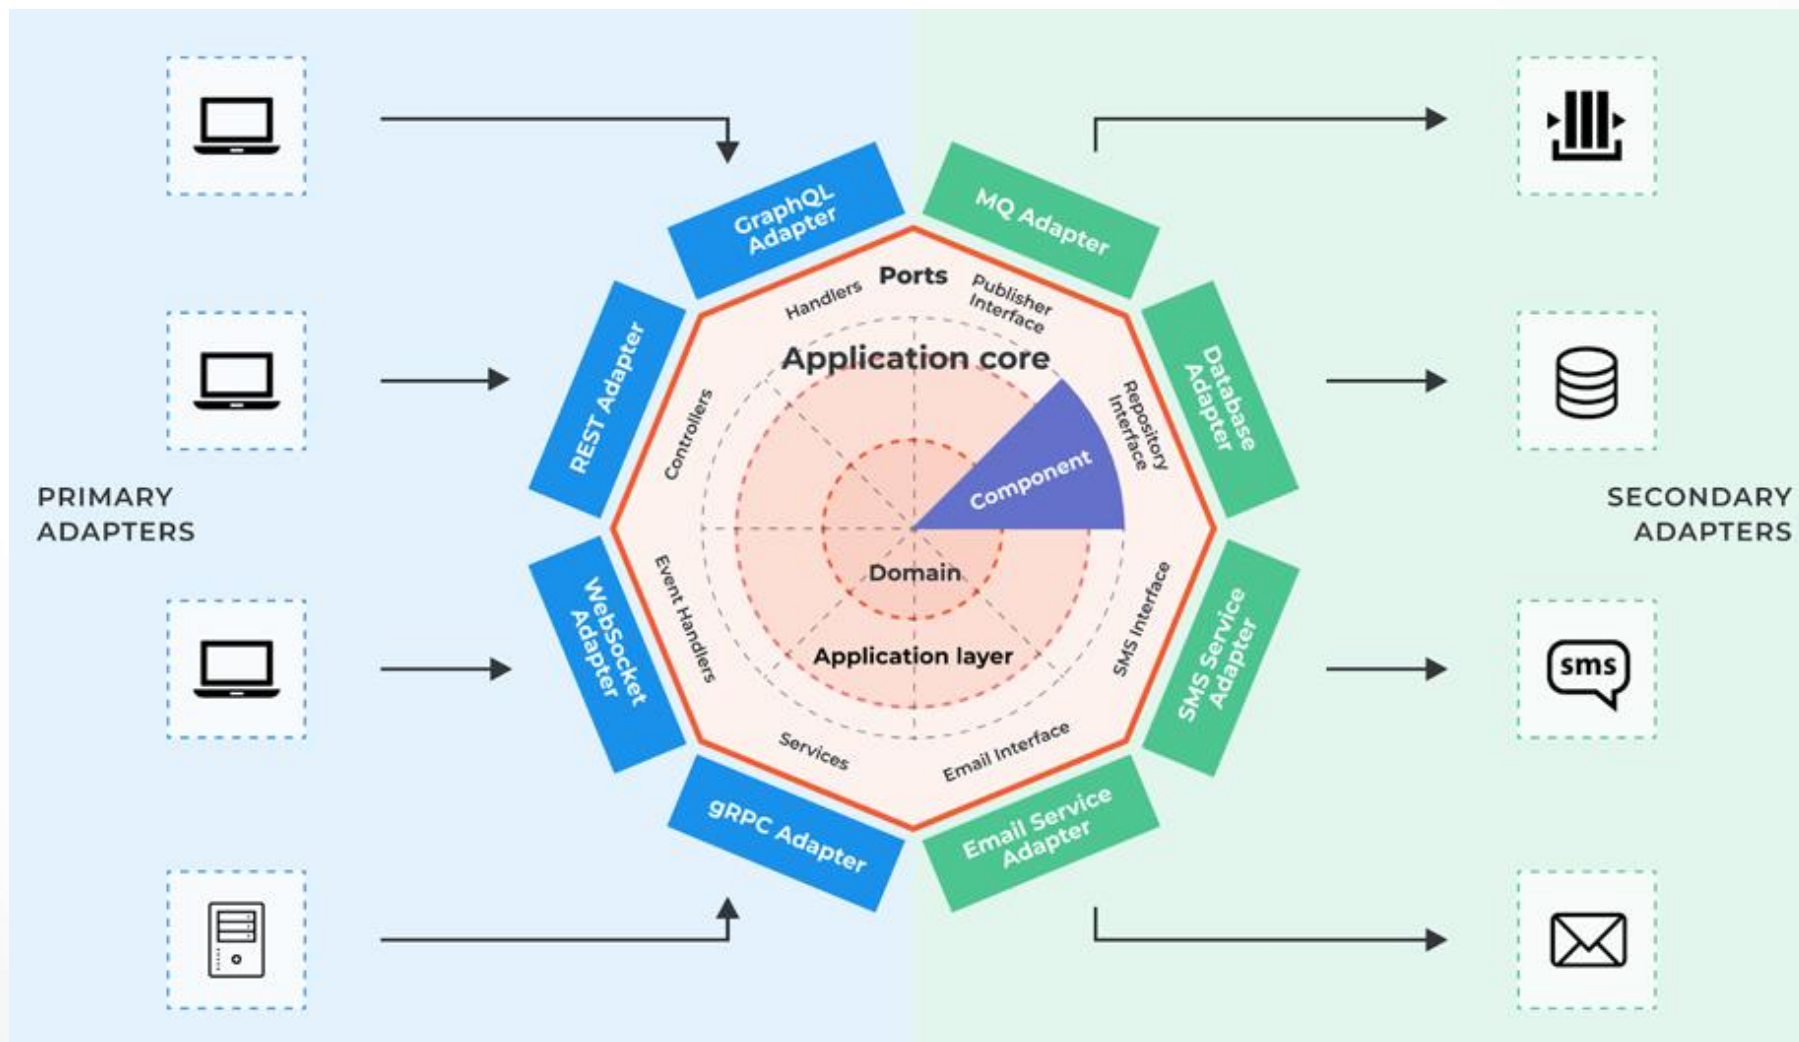 GraphQL
Adapter
MQ Adapter
Ports
Handlers
Publisher
Interface
Application core
REST Adapter
Controllers
Repository
Interface
Database
Adapter
Component
PRIMARY
ADAPTERS
SECONDARY
ADAPTERS
Domain
WebSocket
Adapter
Event Handlers
SMS Interface
SMS Service
Adapter
sms
Application layer
Services
Email Interface
gRPC Adapter
Email Service
Adapter